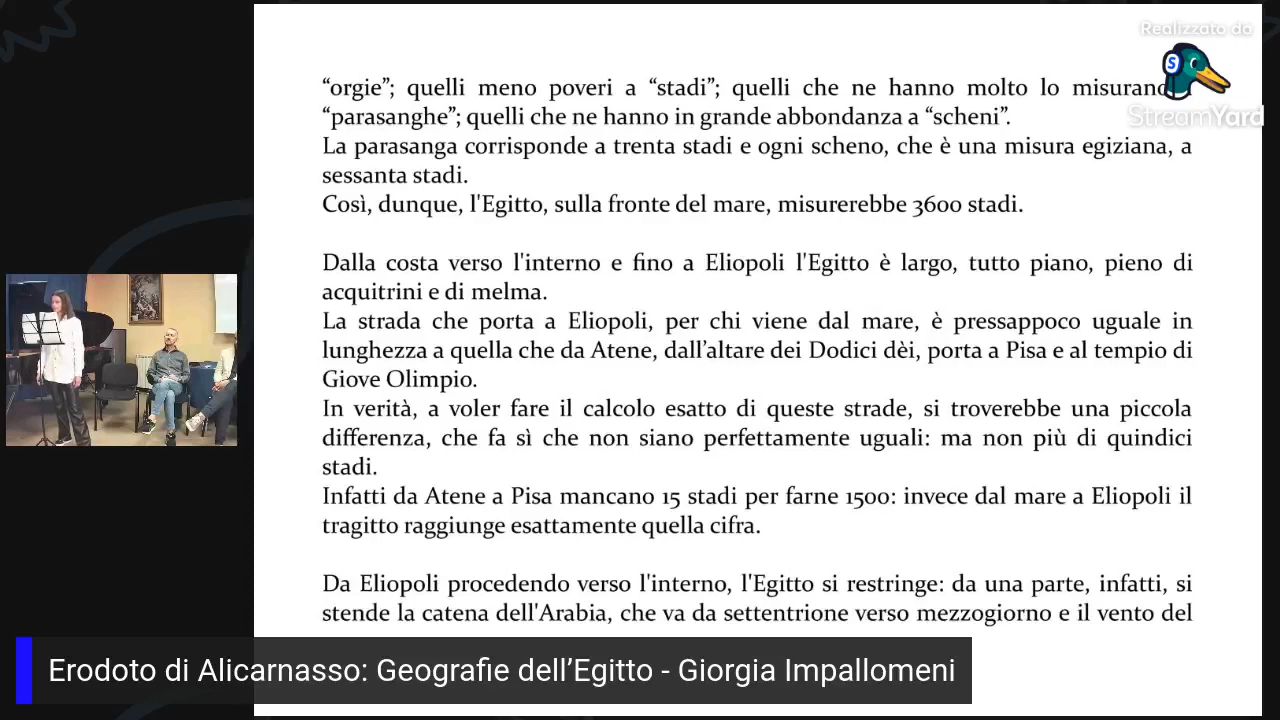 Realizzato da
StreamYard
“orgie”; quelli meno poveri a “stadi”; quelli che ne hanno molto lo misurano
“parasanghe”; quelli che ne hanno in grande abbondanza a “scheni”.
La parasanga corrisponde a trenta stadi e ogni scheno, che è una misura egiziana, a
sessanta stadi.
Così, dunque, l'Egitto, sulla fronte del mare, misurerebbe 3600 stadi.
Dalla costa verso l'interno e fino a Eliopoli l'Egitto è largo, tutto piano, pieno di
acquitrini e di melma.
La strada che porta a Eliopoli, per chi viene dal mare, è pressappoco uguale in
lunghezza a quella che da Atene, dall’altare dei Dodici dèi, porta a Pisa e al tempio di
Giove Olimpio.
In verità, a voler fare il calcolo esatto di queste strade, si troverebbe una piccola
differenza, che fa sì che non siano perfettamente uguali: ma non più di quindici
stadi.
Infatti da Atene a Pisa mancano 15 stadi per farne 1500: invece dal mare a Eliopoli il
tragitto raggiunge esattamente quella cifra.
Da Eliopoli procedendo verso l'interno, l'Egitto si restringe: da una parte, infatti, si
stende la catena dell'Arabia, che va da settentrione verso mezzogiorno e il vento del
Erodoto di Alicarnasso: Geografie dell’Egitto - Giorgia Impallomeni